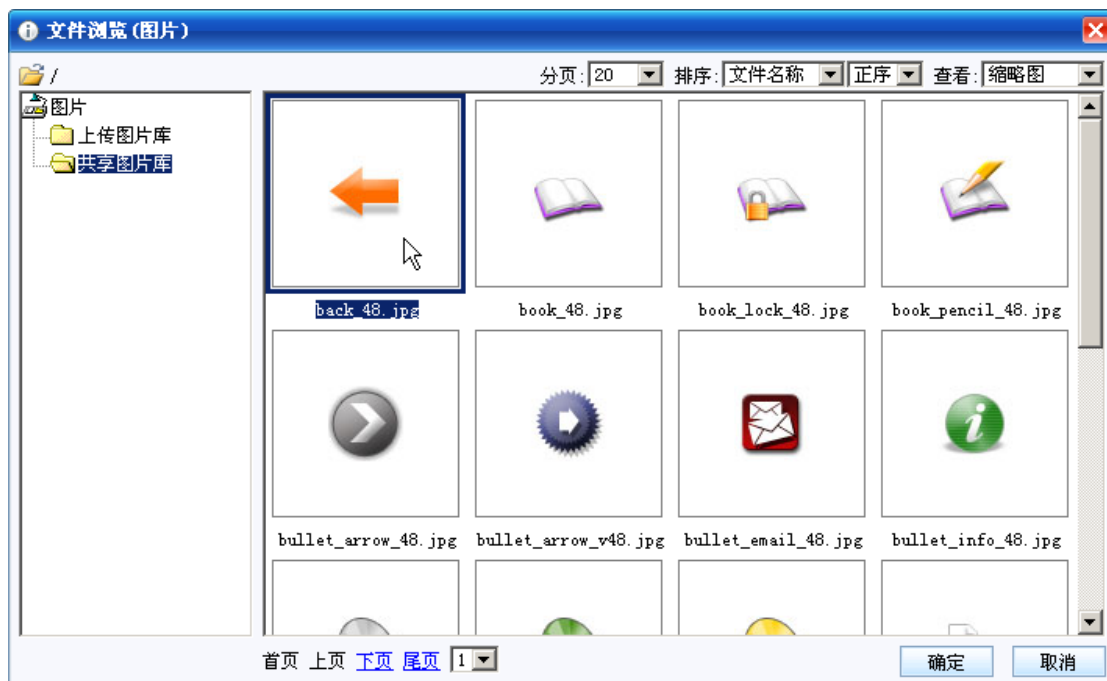 文件浏览(图片)
/
分页: 20 排序: 文件名称 正序 查看: 缩略图
图片
上传图片库
共享图片库
back_48.jpg book_48.jpg book_lock_48.jpg book_pencil_48.jpg
bullet_arrow_48.jpg bullet_arrow_v48.jpg bullet_email_48.jpg bullet_info_48.jpg
首页 上页 下页 尾页 1 确定 取消